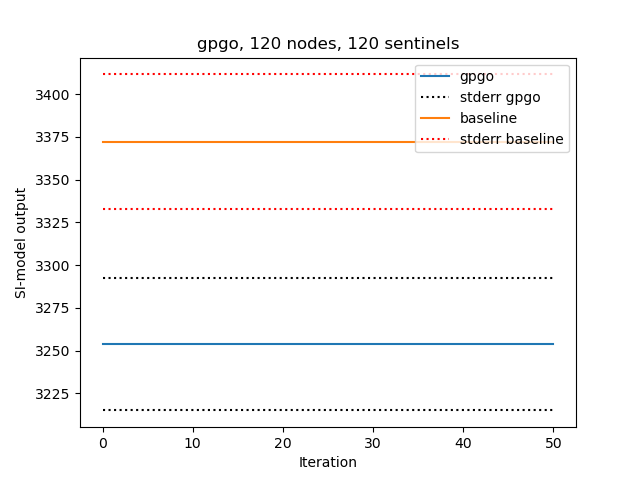 gpgo, 120 nodes, 120 sentinels
gpgo
stderr gpgo
baseline
stderr baseline
SI-model output
3400
3375
3350
3325
3300
3275
3250
3225
0 10 20 30 40 50
Iteration